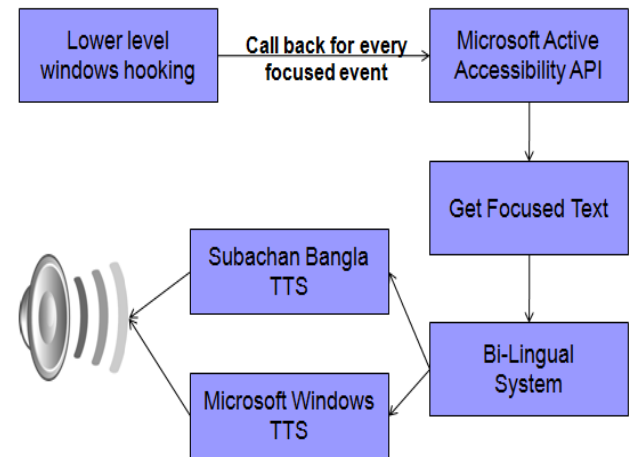 Lower level
windows hooking
Call back for every
focused event
Microsoft Active
Accessibility API
Get Focused Text
Subachan Bangla
TTS
Bi-Lingual
System
Microsoft Windows
TTS